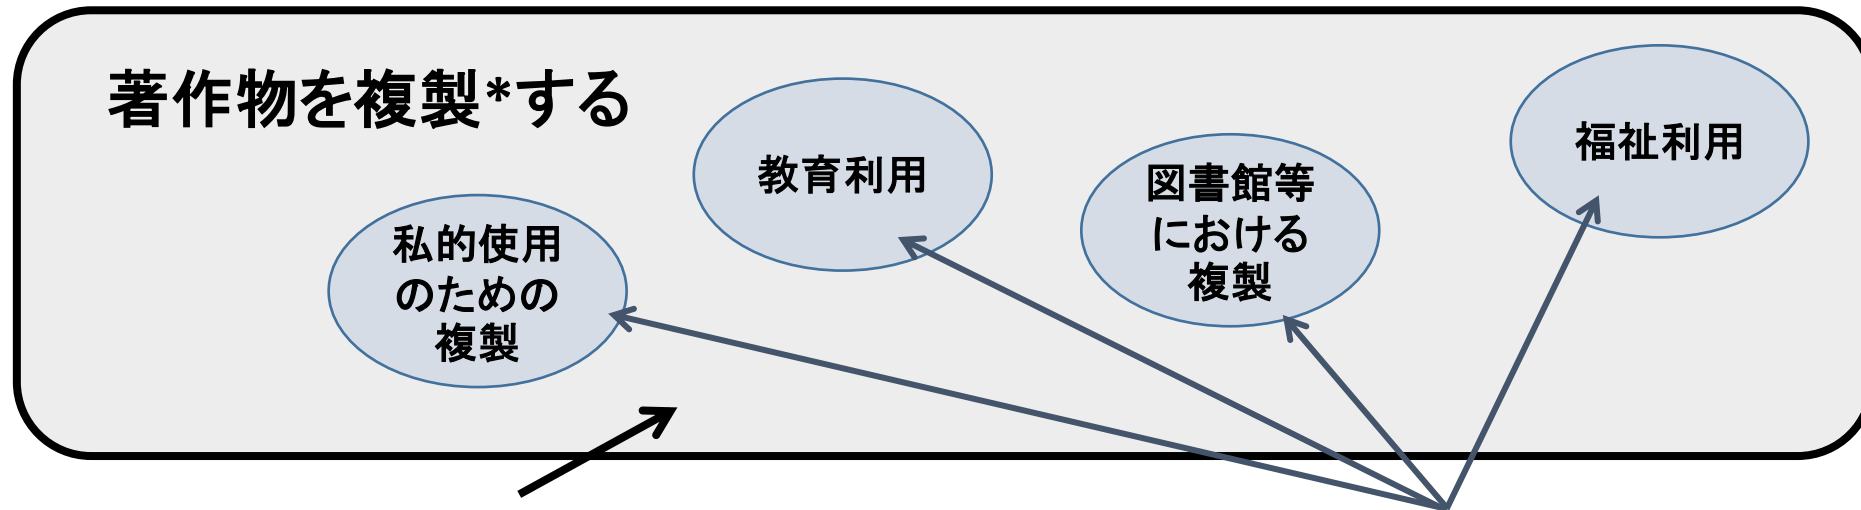 著作物を複製*する
私的使用
のための
複製
教育利用
図書館等
における
複製
福祉利用